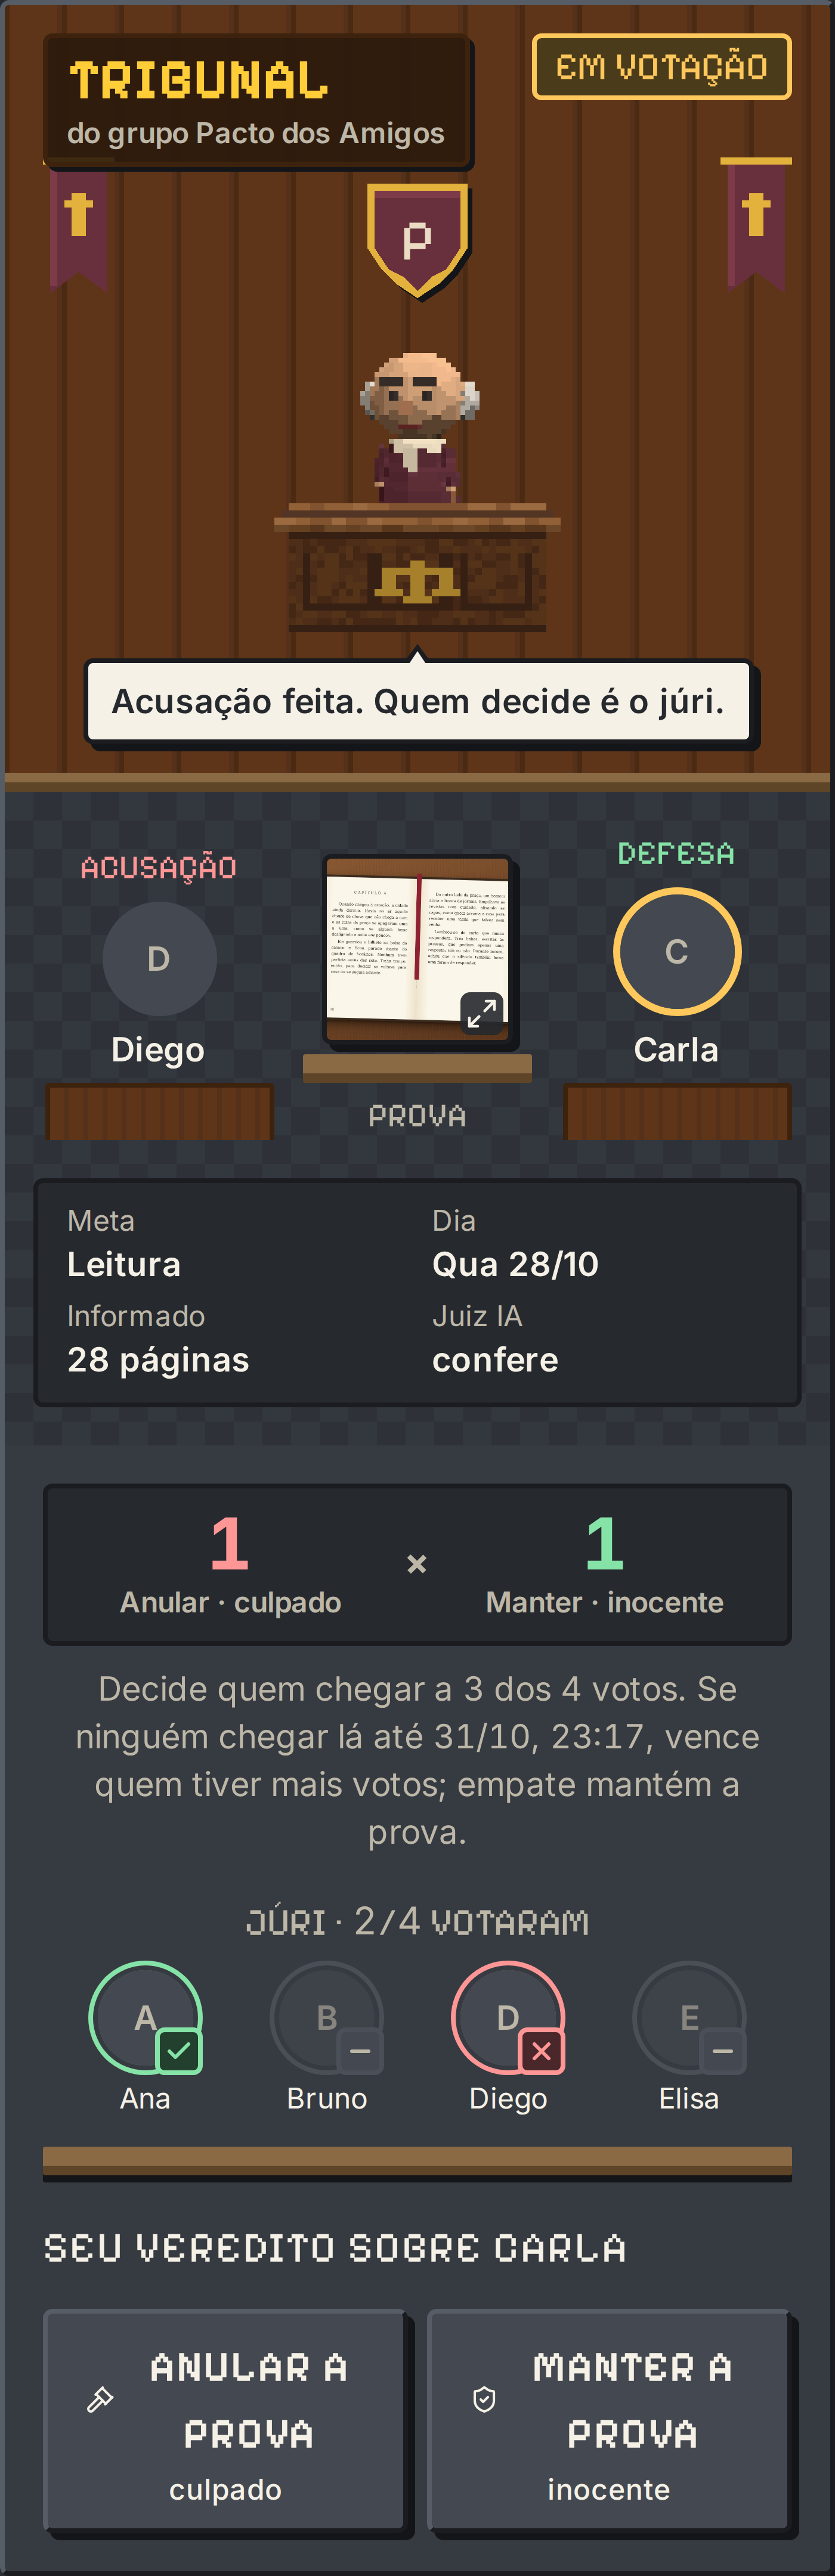 TRIBUNAL
do grupo Pacto dos Amigos
EM VOTAÇÃO
P
Acusação feita. Quem decide é o júri.
ACUSAÇÃO
D
Diego
CAPÍTULO
PROVA
DEFESA
C
Carla
Meta
Leitura
Dia
Qua 28/10
Informado
28 páginas
Juiz IA
confere
1
Anular · culpado
×
1
Manter · inocente
Decide quem chegar a 3 dos 4 votos. Se
ninguém chegar lá até 31/10, 23:17, vence
quem tiver mais votos; empate mantém a
prova.
JÚRI · 2/4 VOTARAM
A
Ana
B
Bruno
D
Diego
E
Elisa
SEU VEREDITO SOBRE CARLA
ANULAR A
PROVA
culpado
MANTER A
PROVA
inocente